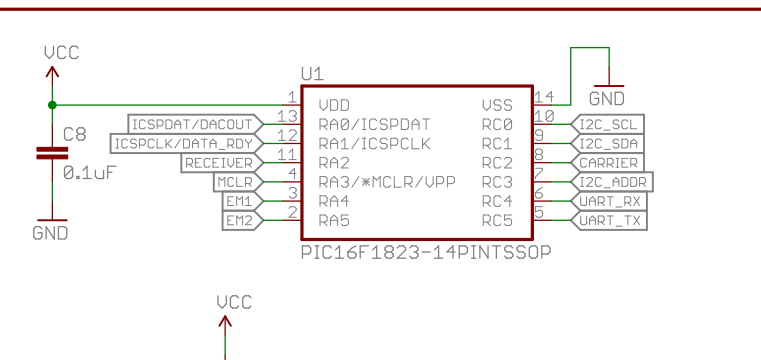 VCC
U1
GND
1 VDD VSS 14
ICSPDAT/DACOUT 13 RA0/ICSPDAT RC0 10 I2C_SCL
C8 ICSPCLK/DATA_RDY 12 RA1/ICSPCLK RC1 9 I2C_SDA
RECEIVER 11 RA2 RC2 8 CARRIER
0.1uF MCLR 4 RA3/*MCLR/VPP RC3 7 I2C_ADDR
EM1 3 RA4 RC4 6 UART_RX
EM2 2 RA5 RC5 5 UART_TX
GND
PIC16F1823-14PINTSSOP
VCC